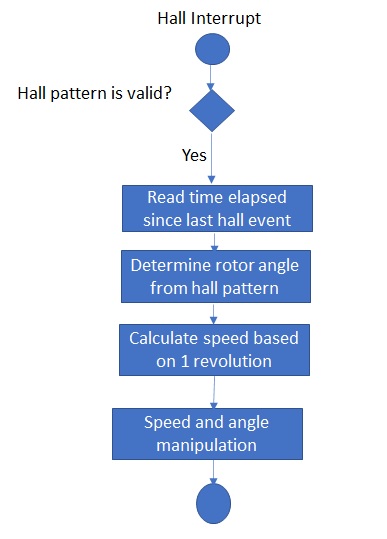 Hall Interrupt
Hall pattern is valid?
Yes
Read time elapsed
since last hall event
Determine rotor angle
from hall pattern
Calculate speed based
on 1 revolution
Speed and angle
manipulation